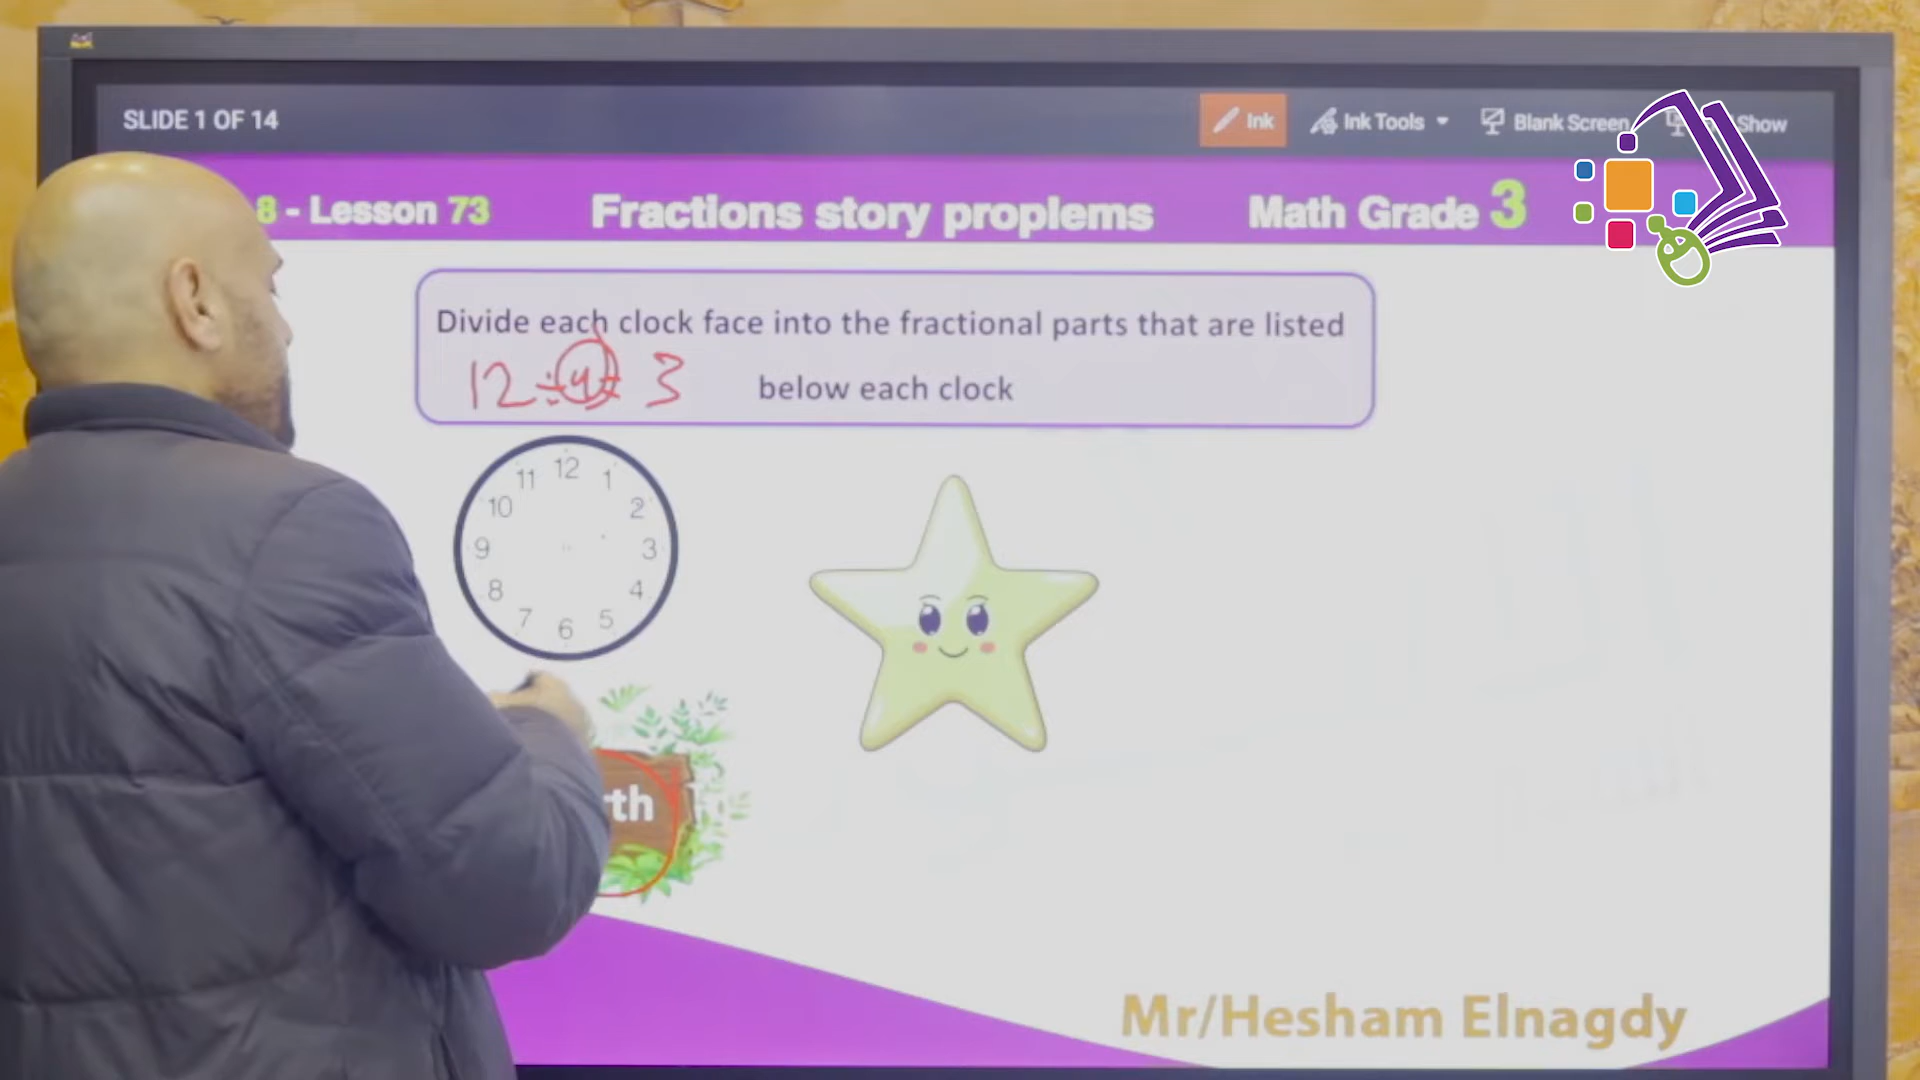 SLIDE 1 OF 14
Ink
Ink Tools
Blank Screen
Show
8 - Lesson 73
Fractions story proplems
Math Grade 3
Divide each clock face into the fractional parts that are listed
12 ÷ 4 = 3
below each clock
12
11 1
10 2
9 3
8 4
7 5
6
rth
Mr/Hesham Elnagdy